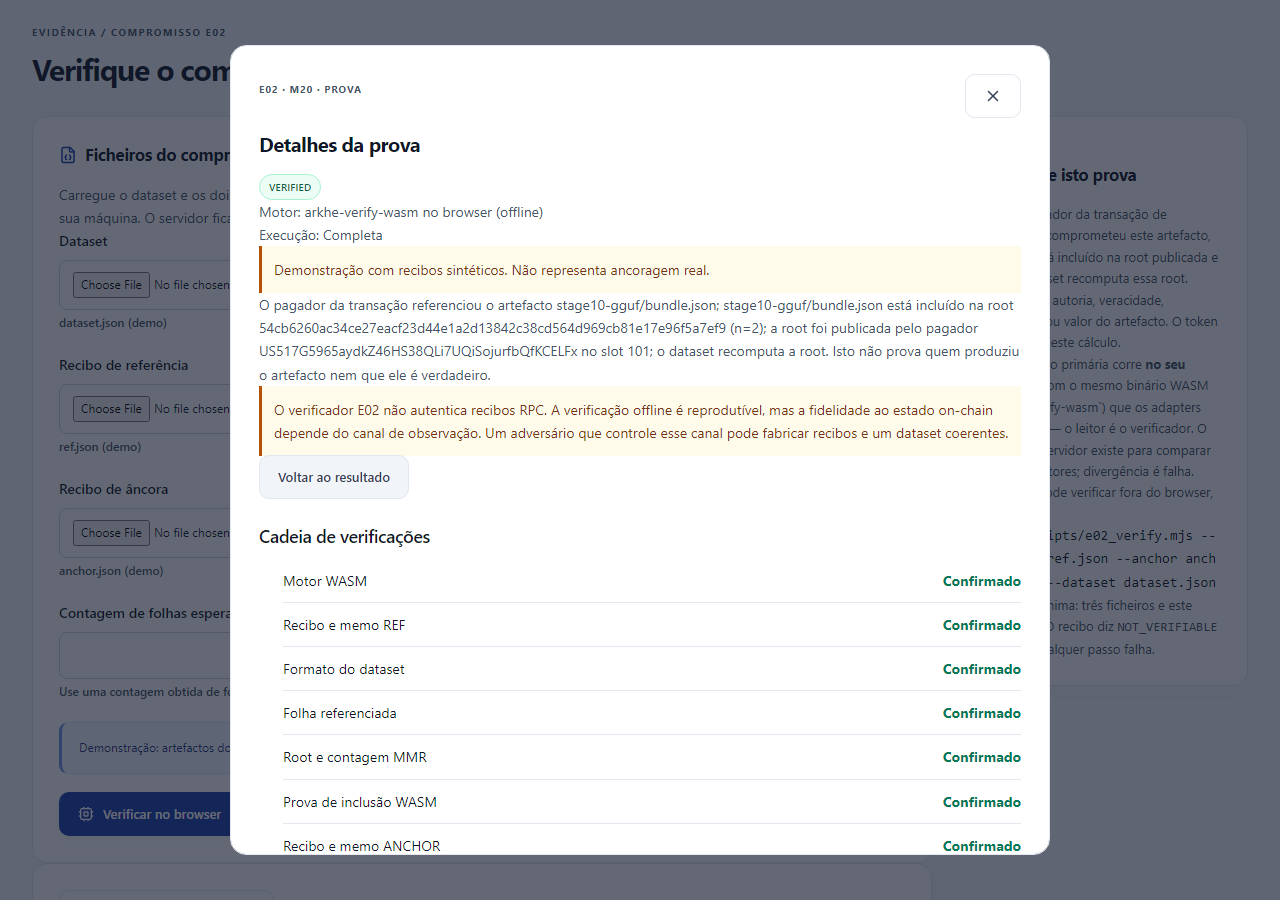 EVIDÊNCIA / COMPROMISSO E02
Verifique o com
Ficheiros do compr
Carregue o dataset e os doi
sua máquina. O servidor fica
Dataset
Choose File No file chosen
dataset.json (demo)
Recibo de referência
Choose File No file chosen
ref.json (demo)
Recibo de âncora
Choose File No file chosen
anchor.json (demo)
Contagem de folhas espera
Use uma contagem obtida de fo
Demonstração: artefactos do
Verificar no browser
E02 · M20 · PROVA
Detalhes da prova
VERIFIED
Motor: arkhe-verify-wasm no browser (offline)
Execução: Completa
Demonstração com recibos sintéticos. Não representa ancoragem real.
O pagador da transação referenciou o artefacto stage10-gguf/bundle.json; stage10-gguf/bundle.json está incluído na root
54cb6260ac34ce27eacf23d44e1a2d13842c38cd564d969cb81e17e96f5a7ef9 (n=2); a root foi publicada pelo pagador
US517G5965aydkZ46HS38QLi7UQiSojurfbQfKCELFx no slot 101; o dataset recomputa a root. Isto não prova quem produziu
o artefacto nem que ele é verdadeiro.
O verificador E02 não autentica recibos RPC. A verificação offline é reprodutível, mas a fidelidade ao estado on-chain
depende do canal de observação. Um adversário que controle esse canal pode fabricar recibos e um dataset coerentes.
Voltar ao resultado
Cadeia de verificações
Motor WASM Confirmado
Recibo e memo REF Confirmado
Formato do dataset Confirmado
Folha referenciada Confirmado
Root e contagem MMR Confirmado
Prova de inclusão WASM Confirmado
Recibo e memo ANCHOR Confirmado
e isto prova
dor da transação de
comprometeu este artefacto,
á incluído na root publicada e
set recomputa essa root.
autoria, veracidade,
ou valor do artefacto. O token
este cálculo.
o primária corre no seu
om o mesmo binário WASM
fy-wasm`) que os adapters
— o leitor é o verificador. O
ervidor existe para comparar
tores; divergência é falha.
de verificar fora do browser,
ipts/e02_verify.mjs --
ref.json --anchor anch
--dataset dataset.json
nima: três ficheiros e este
O recibo diz NOT_VERIFIABLE
alquer passo falha.